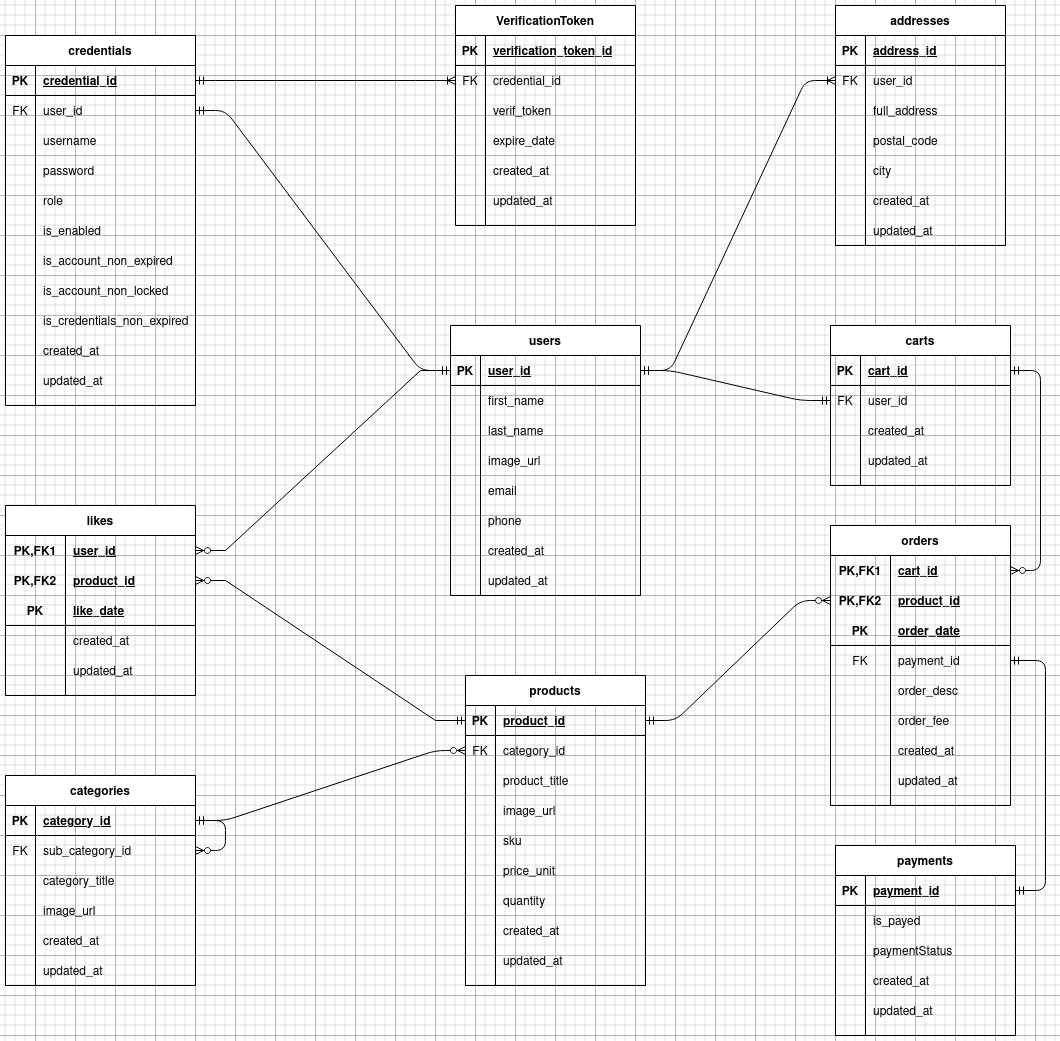 credentials
PK credential_id
FK user_id
username
password
role
is_enabled
is_account_non_expired
is_account_non_locked
is_credentials_non_expired
created_at
updated_at
VerificationToken
PK verification_token_id
FK credential_id
verif_token
expire_date
created_at
updated_at
addresses
PK address_id
FK user_id
full_address
postal_code
city
created_at
updated_at
users
PK user_id
first_name
last_name
image_url
email
phone
created_at
updated_at
carts
PK cart_id
FK user_id
created_at
updated_at
likes
PK,FK1 user_id
PK,FK2 product_id
PK like_date
created_at
updated_at
orders
PK,FK1 cart_id
PK,FK2 product_id
PK order_date
FK payment_id
order_desc
order_fee
created_at
updated_at
products
PK product_id
FK category_id
product_title
image_url
sku
price_unit
quantity
created_at
updated_at
categories
PK category_id
FK sub_category_id
category_title
image_url
created_at
updated_at
payments
PK payment_id
is_payed
paymentStatus
created_at
updated_at